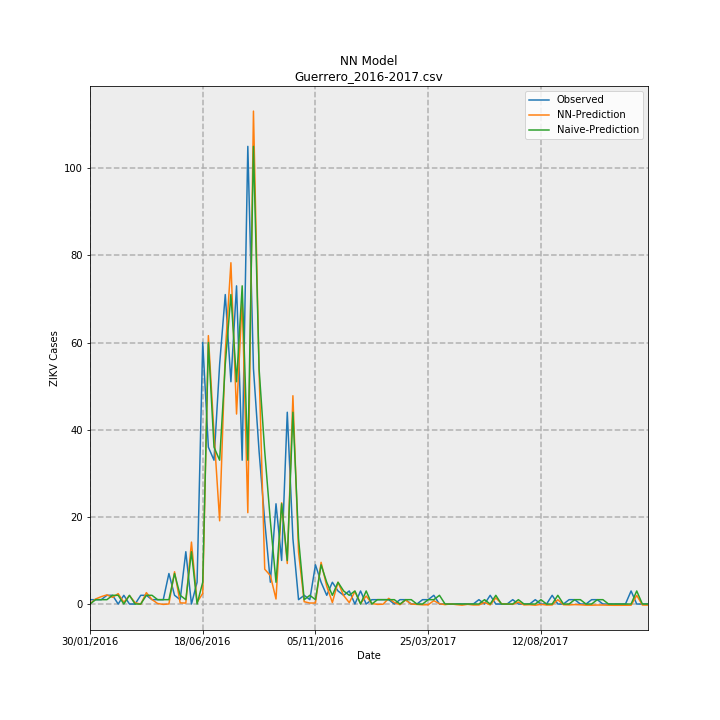 NN Model
Guerrero_2016-2017.csv
Observed
NN-Prediction
Naive-Prediction
100
80
60
40
20
0
ZIKV Cases
30/01/2016
18/06/2016
05/11/2016
25/03/2017
12/08/2017
Date